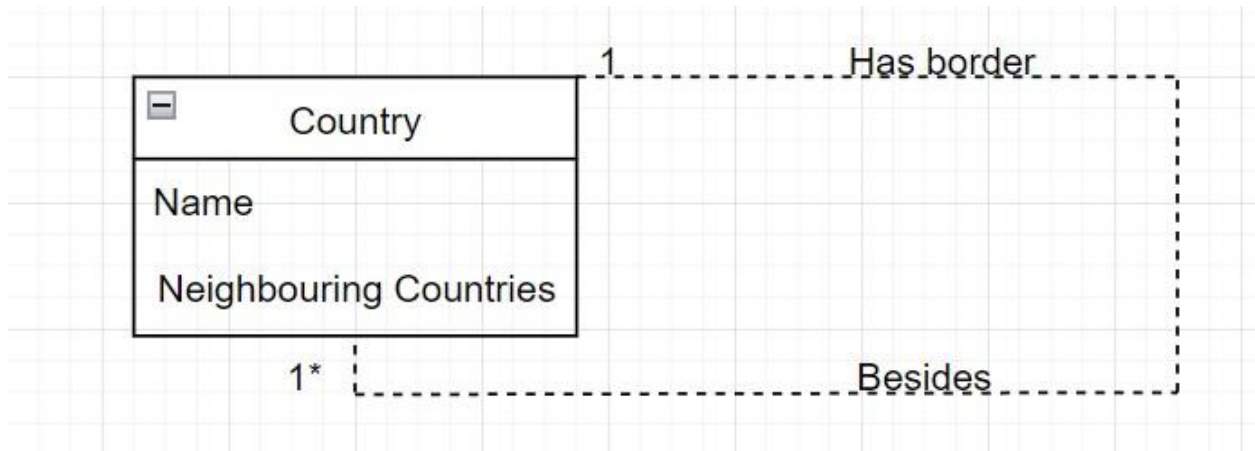 1
Has border
Country
Name
Neighbouring Countries
1*
Besides